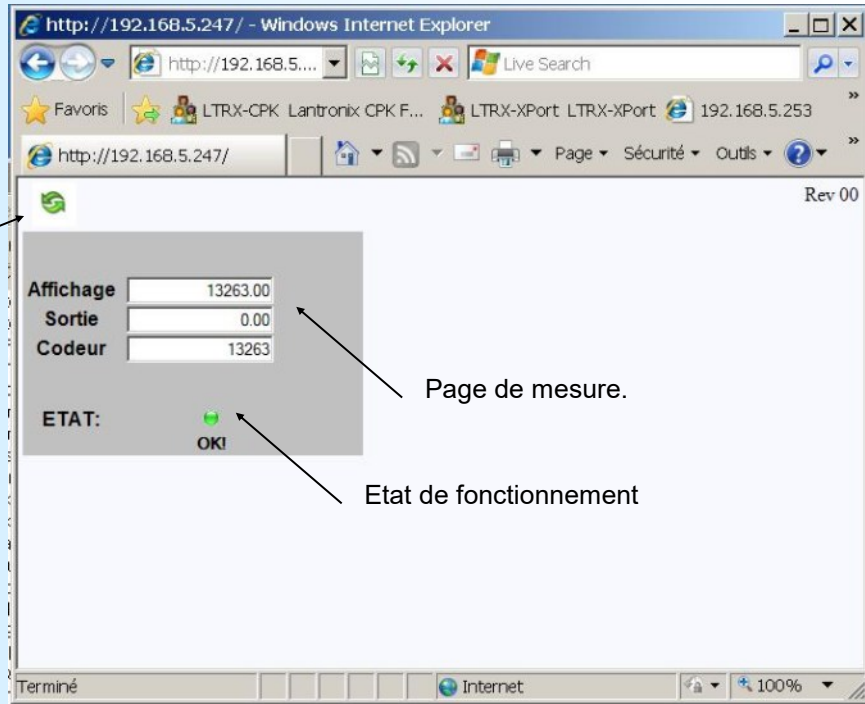 http://192.168.5.247/ - Windows Internet Explorer
http://192.168.5.... Live Search
Favoris LTRX-CPK Lantronix CPK F... LTRX-XPort LTRX-XPort 192.168.5.253 »
http://192.168.5.247/ Page Sécurité Outils »
Rev 00
Affichage 13263.00
Sortie 0.00
Codeur 13263
Page de mesure.
ETAT:
OK!
Etat de fonctionnement
Terminé Internet 100%